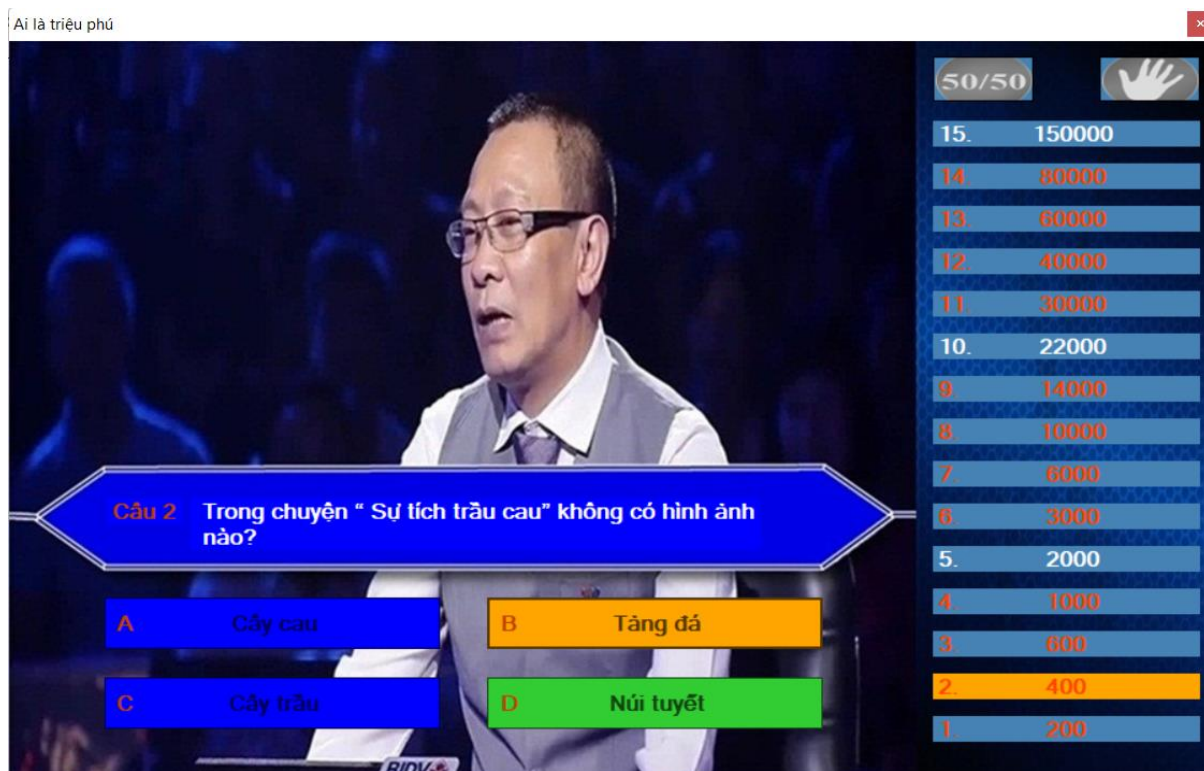 Ai là triệu phú
50/50
15. 150000
14. 80000
13. 60000
12. 40000
11. 30000
10. 22000
9. 14000
8. 10000
7. 6000
6. 3000
5. 2000
4. 1000
3. 600
2. 400
1. 200
Câu 2 Trong chuyện “ Sự tích trầu cau” không có hình ảnh
nào?
A Cây cau
B Tảng đá
C Cây trầu
D Núi tuyết
BIDV